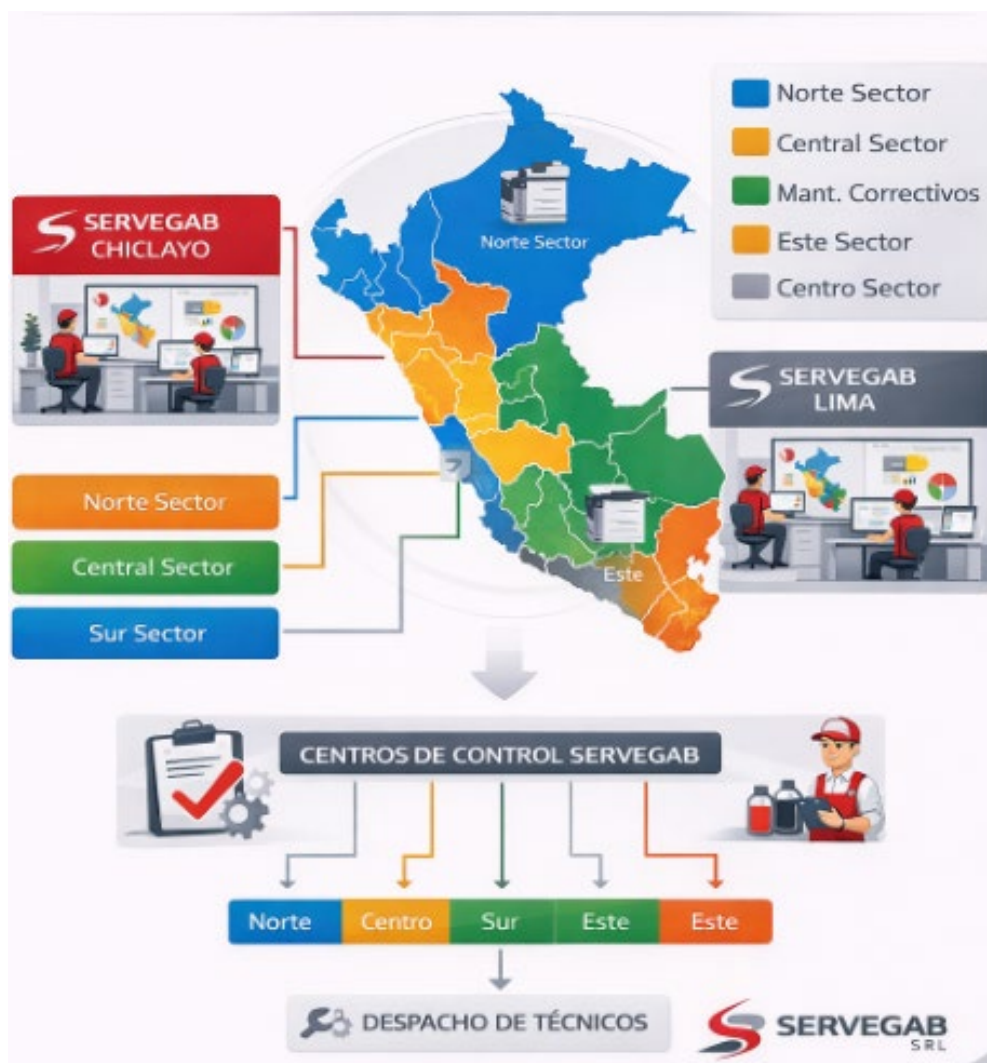 Norte Sector
Central Sector
Mant. Correctivos
Este Sector
Centro Sector
SERVEGAB
CHICLAYO
Norte Sector
SERVEGAB
LIMA
Norte Sector
Central Sector
Sur Sector
Este
CENTROS DE CONTROL SERVEGAB
Norte
Centro
Sur
Este
Este
DESPACHO DE TÉCNICOS
SERVEGAB
SRL